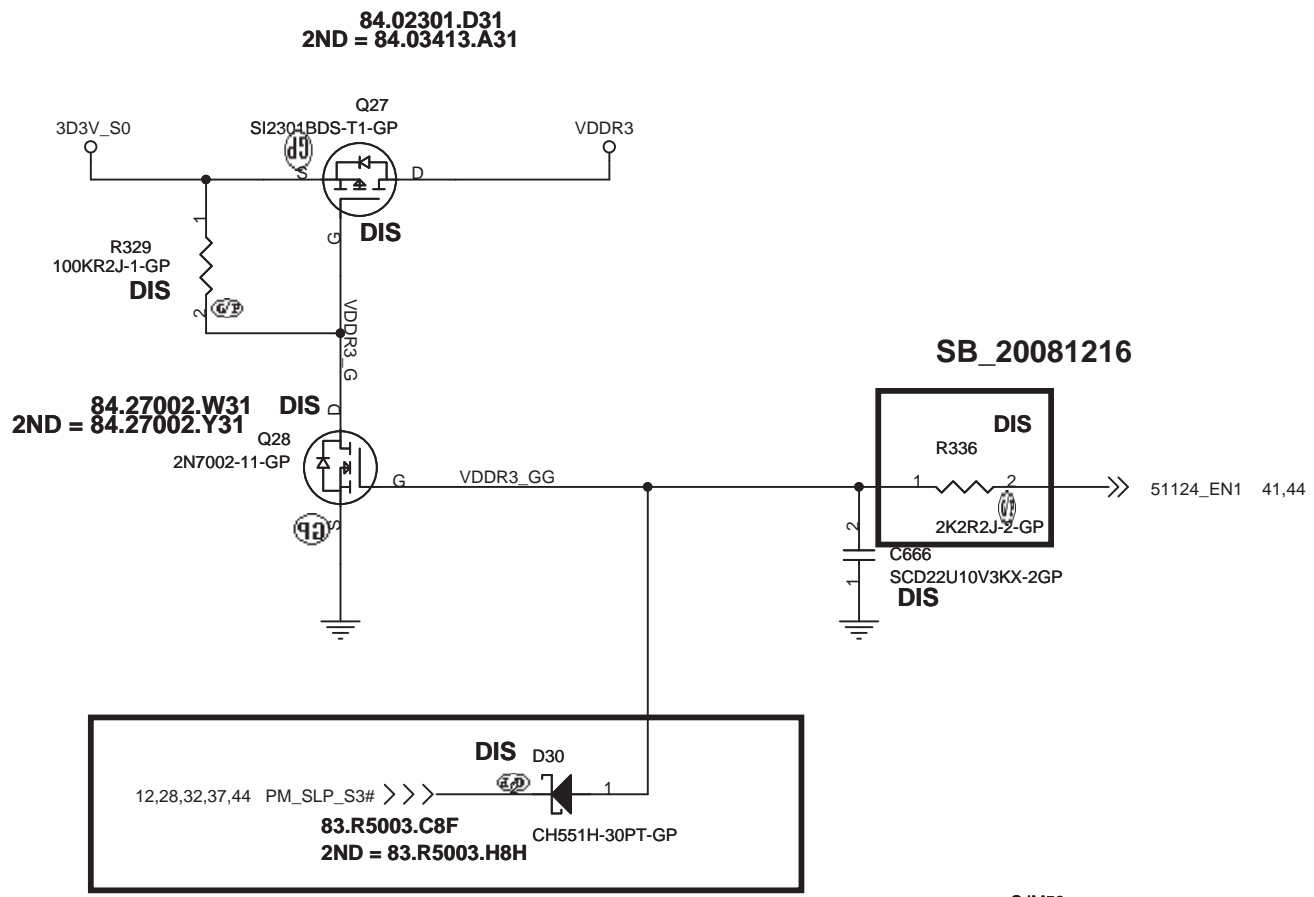 84.02301.D31
2ND = 84.03413.A31
Q27
3D3V_S0
SI2301BDS-T1-GP
VDDR3
GP
S
D
1
G
DIS
R329
100KR2J-1-GP
DIS
2
G/P
VDDR3_G
SB_20081216
84.27002.W31
DIS
D
2ND = 84.27002.Y31
Q28
2N7002-11-GP
DIS
R336
G
VDDR3_GG
1
2
51124_EN1
41,44
GP
S
2
G/P
2K2R2J-2-GP
C666
SCD22U10V3KX-2GP
1
DIS
DIS
D30
12,28,32,37,44
PM_SLP_S3#
2
1
83.R5003.C8F
CH551H-30PT-GP
2ND = 83.R5003.H8H